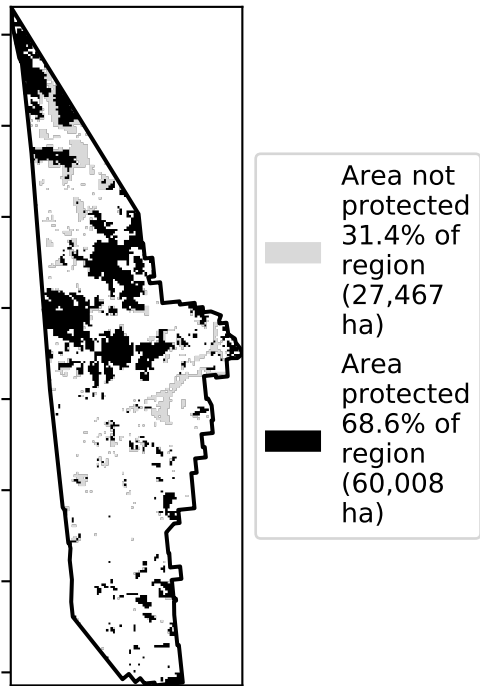 Area not
protected
31.4% of
region
(27,467
ha)
Area
protected
68.6% of
region
(60,008
ha)